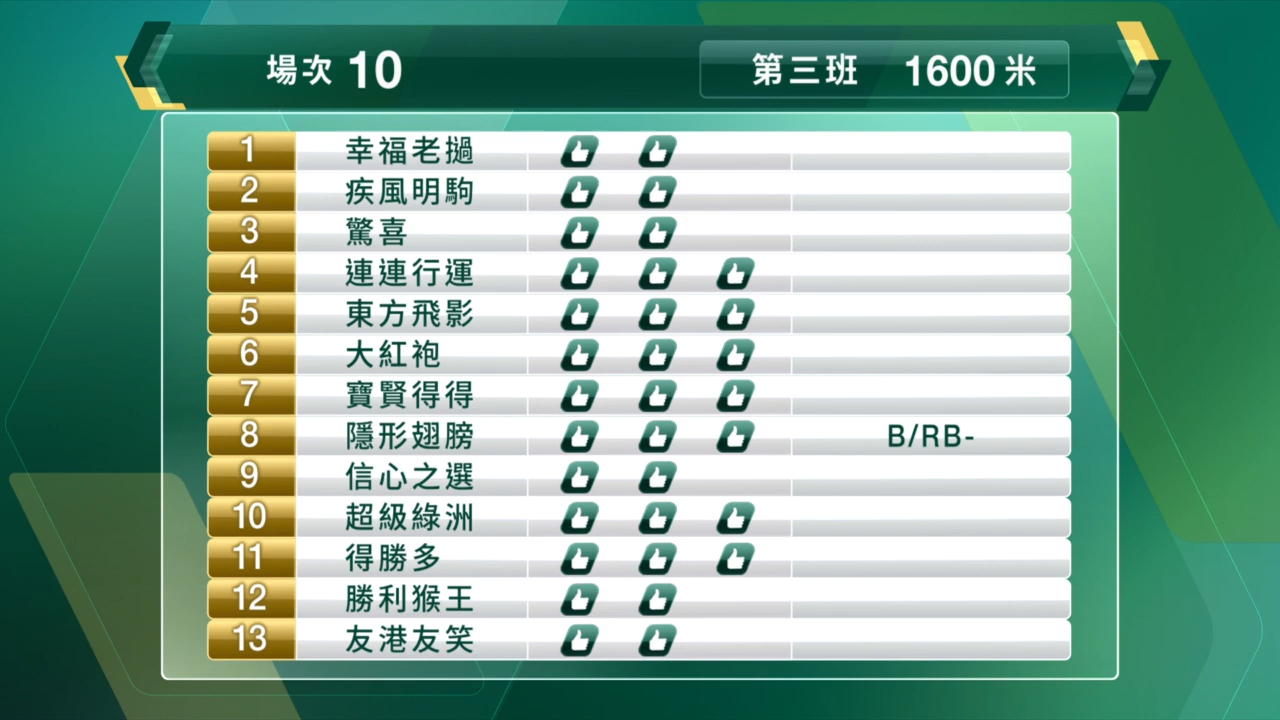 場次 10
第三班 1600 米
1 幸福老撾
2 疾風明駒
3 驚喜
4 連連行運
5 東方飛影
6 大紅袍
7 寶賢得得
8 隱形翅膀 B/RB-
9 信心之選
10 超級綠洲
11 得勝多
12 勝利猴王
13 友港友笑